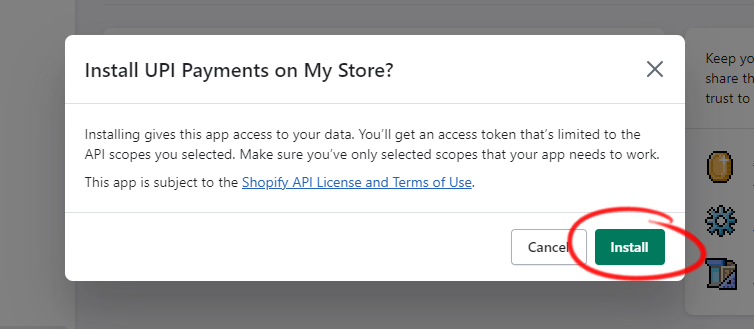 Install UPI Payments on My Store?
Installing gives this app access to your data. You'll get an access token that's limited to the
API scopes you selected. Make sure you've only selected scopes that your app needs to work.
This app is subject to the Shopify API License and Terms of Use.
Cancel
Install
Keep yo
share th
trust to